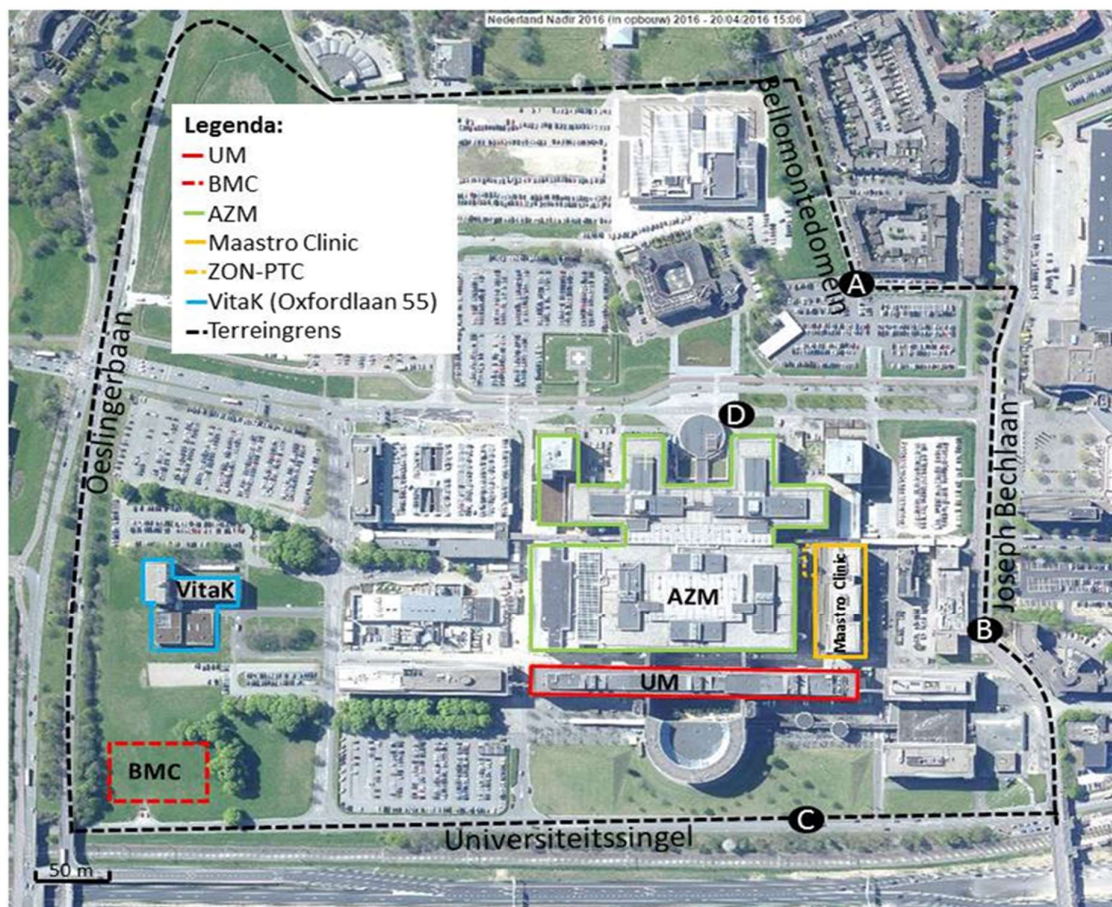 Nederland Nadir 2016 (in opbouw) 2016 - 20/04/2016 15:06
Legenda:
UM
BMC
AZM
Maastro Clinic
ZON-PTC
VitaK (Oxfordlaan 55)
Terreingrens
Bellomontedomein
A
Oeslingerbaan
D
Joseph Bechlaan
VitaK
AZM
Maastro Clinic
B
UM
BMC
C
Universiteitssingel
50 m